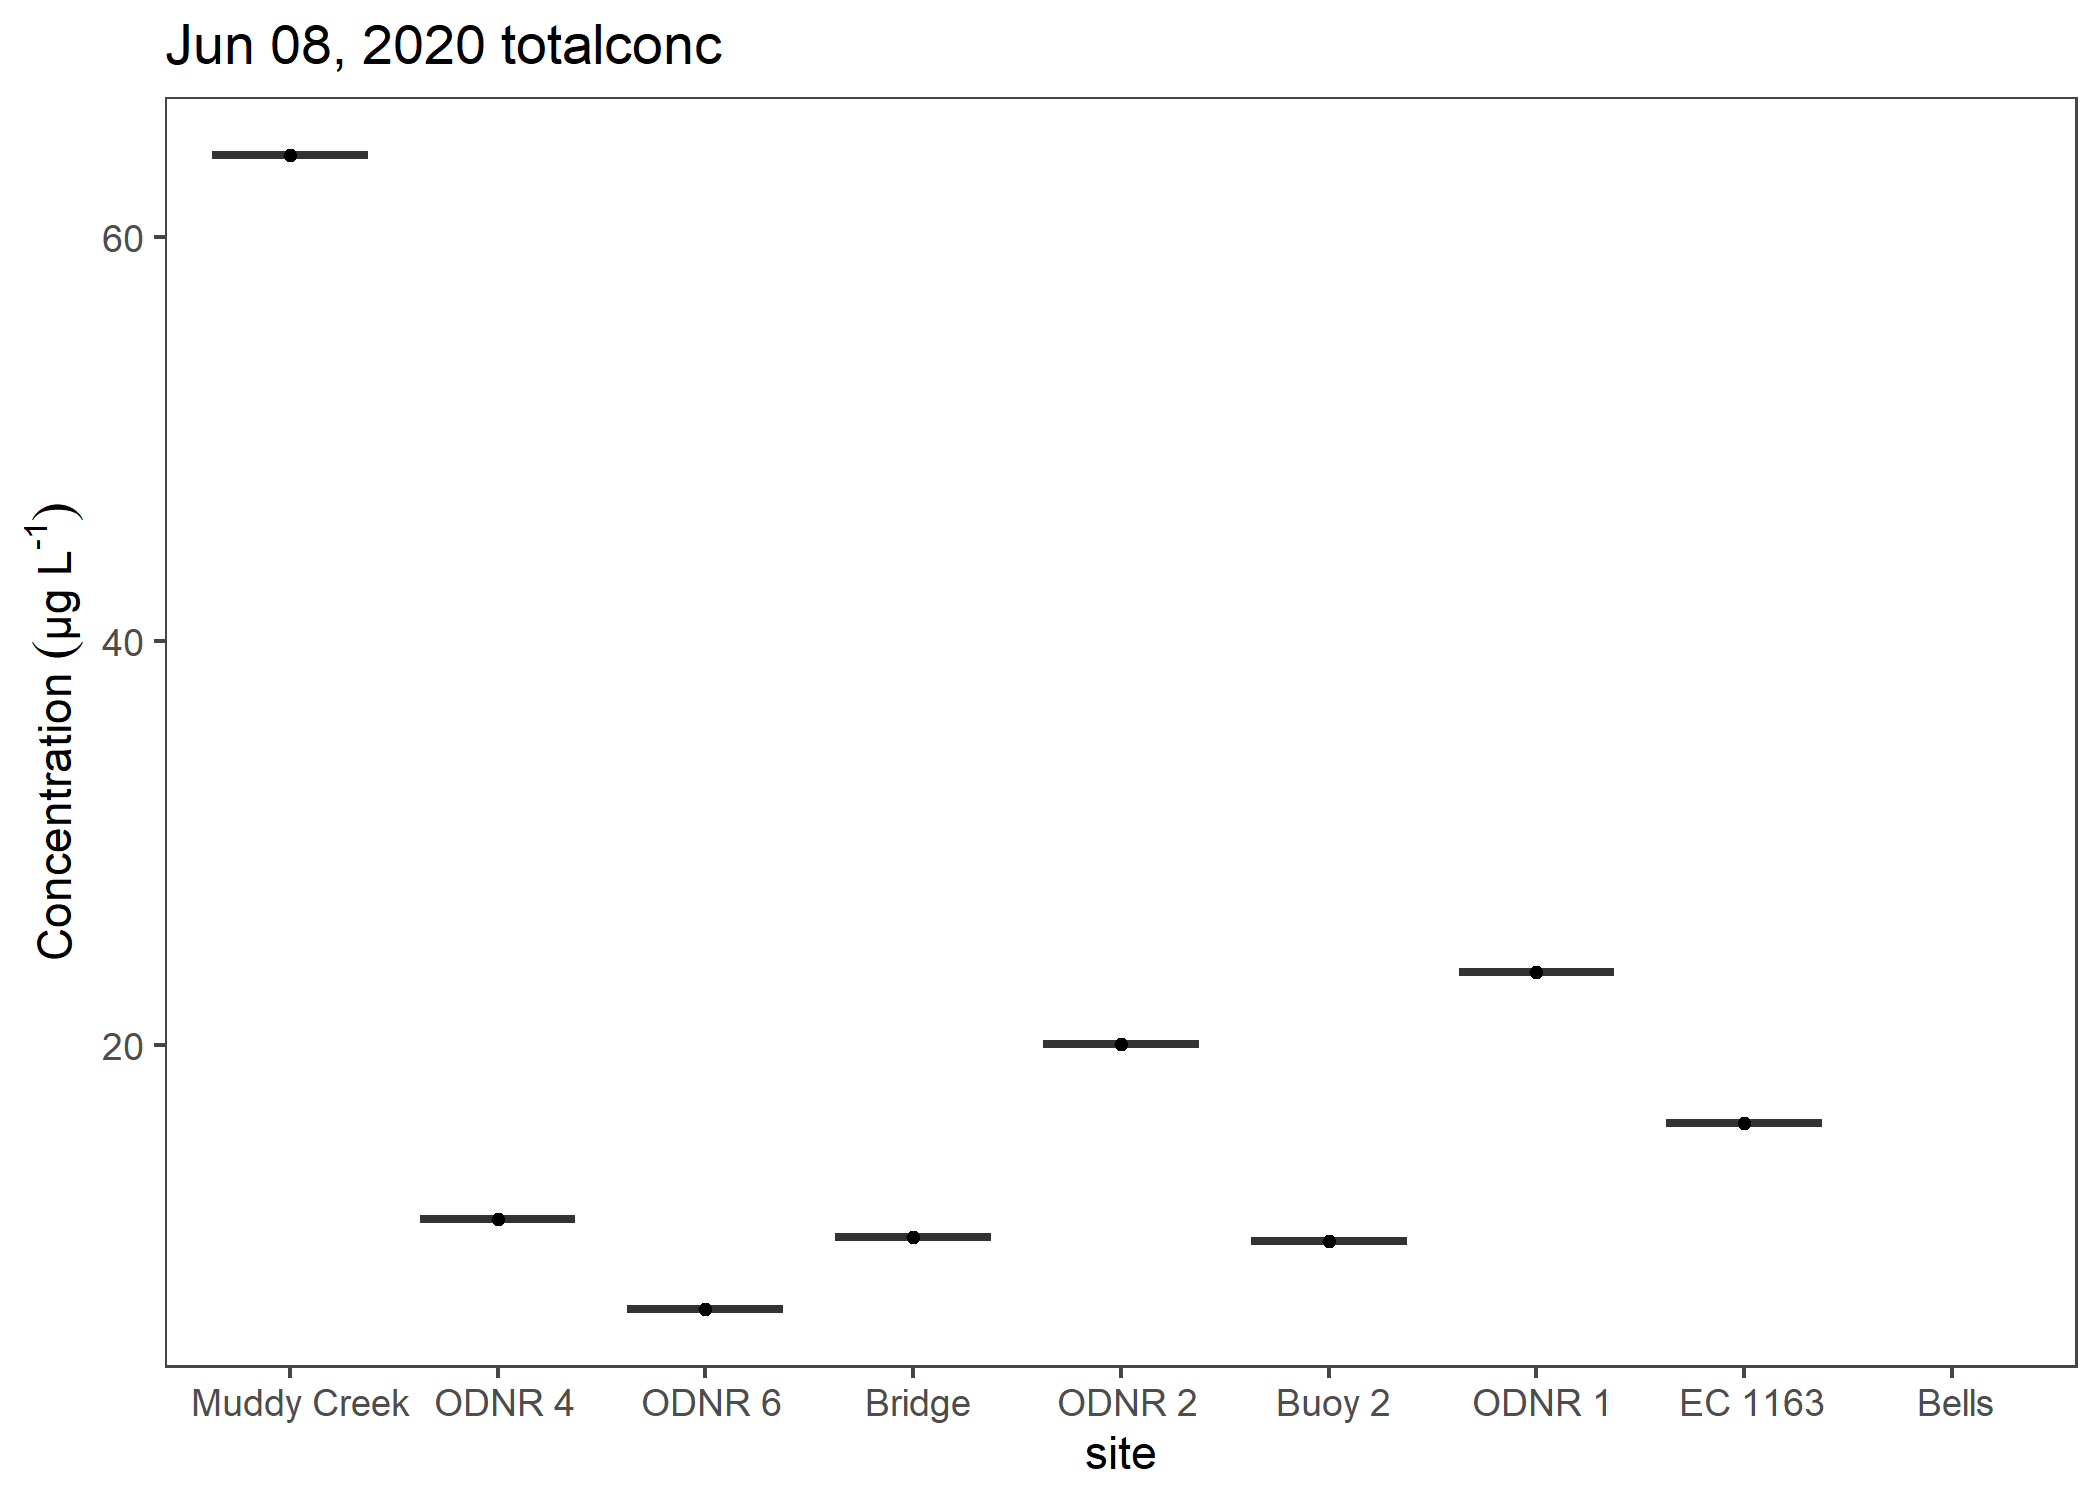 Jun 08, 2020 totalconc
Concentration (µg L⁻¹)
60
40
20
Muddy Creek ODNR 4 ODNR 6 Bridge ODNR 2 Buoy 2 ODNR 1 EC 1163 Bells
site